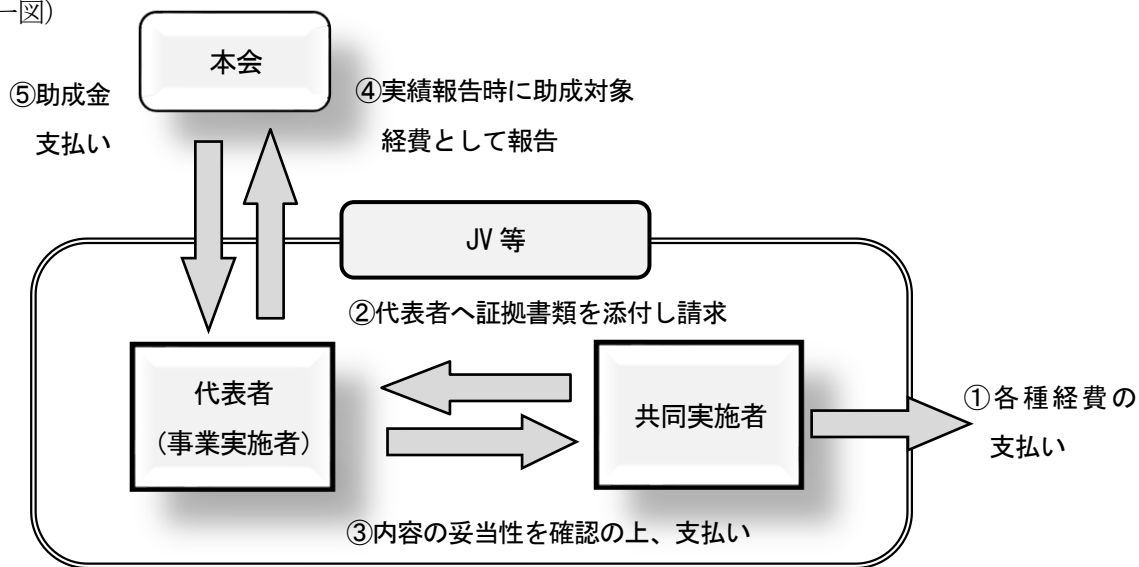 ー図)
本会
⑤助成金
支払い
④実績報告時に助成対象
経費として報告
JV等
②代表者へ証拠書類を添付し請求
代表者
(事業実施者)
共同実施者
①各種経費の
支払い
③内容の妥当性を確認の上、支払い